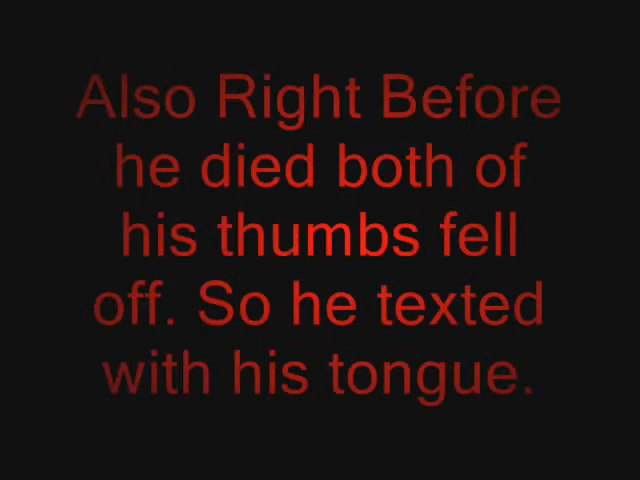 Also Right Before
he died both of
his thumbs fell
off. So he texted
with his tongue.